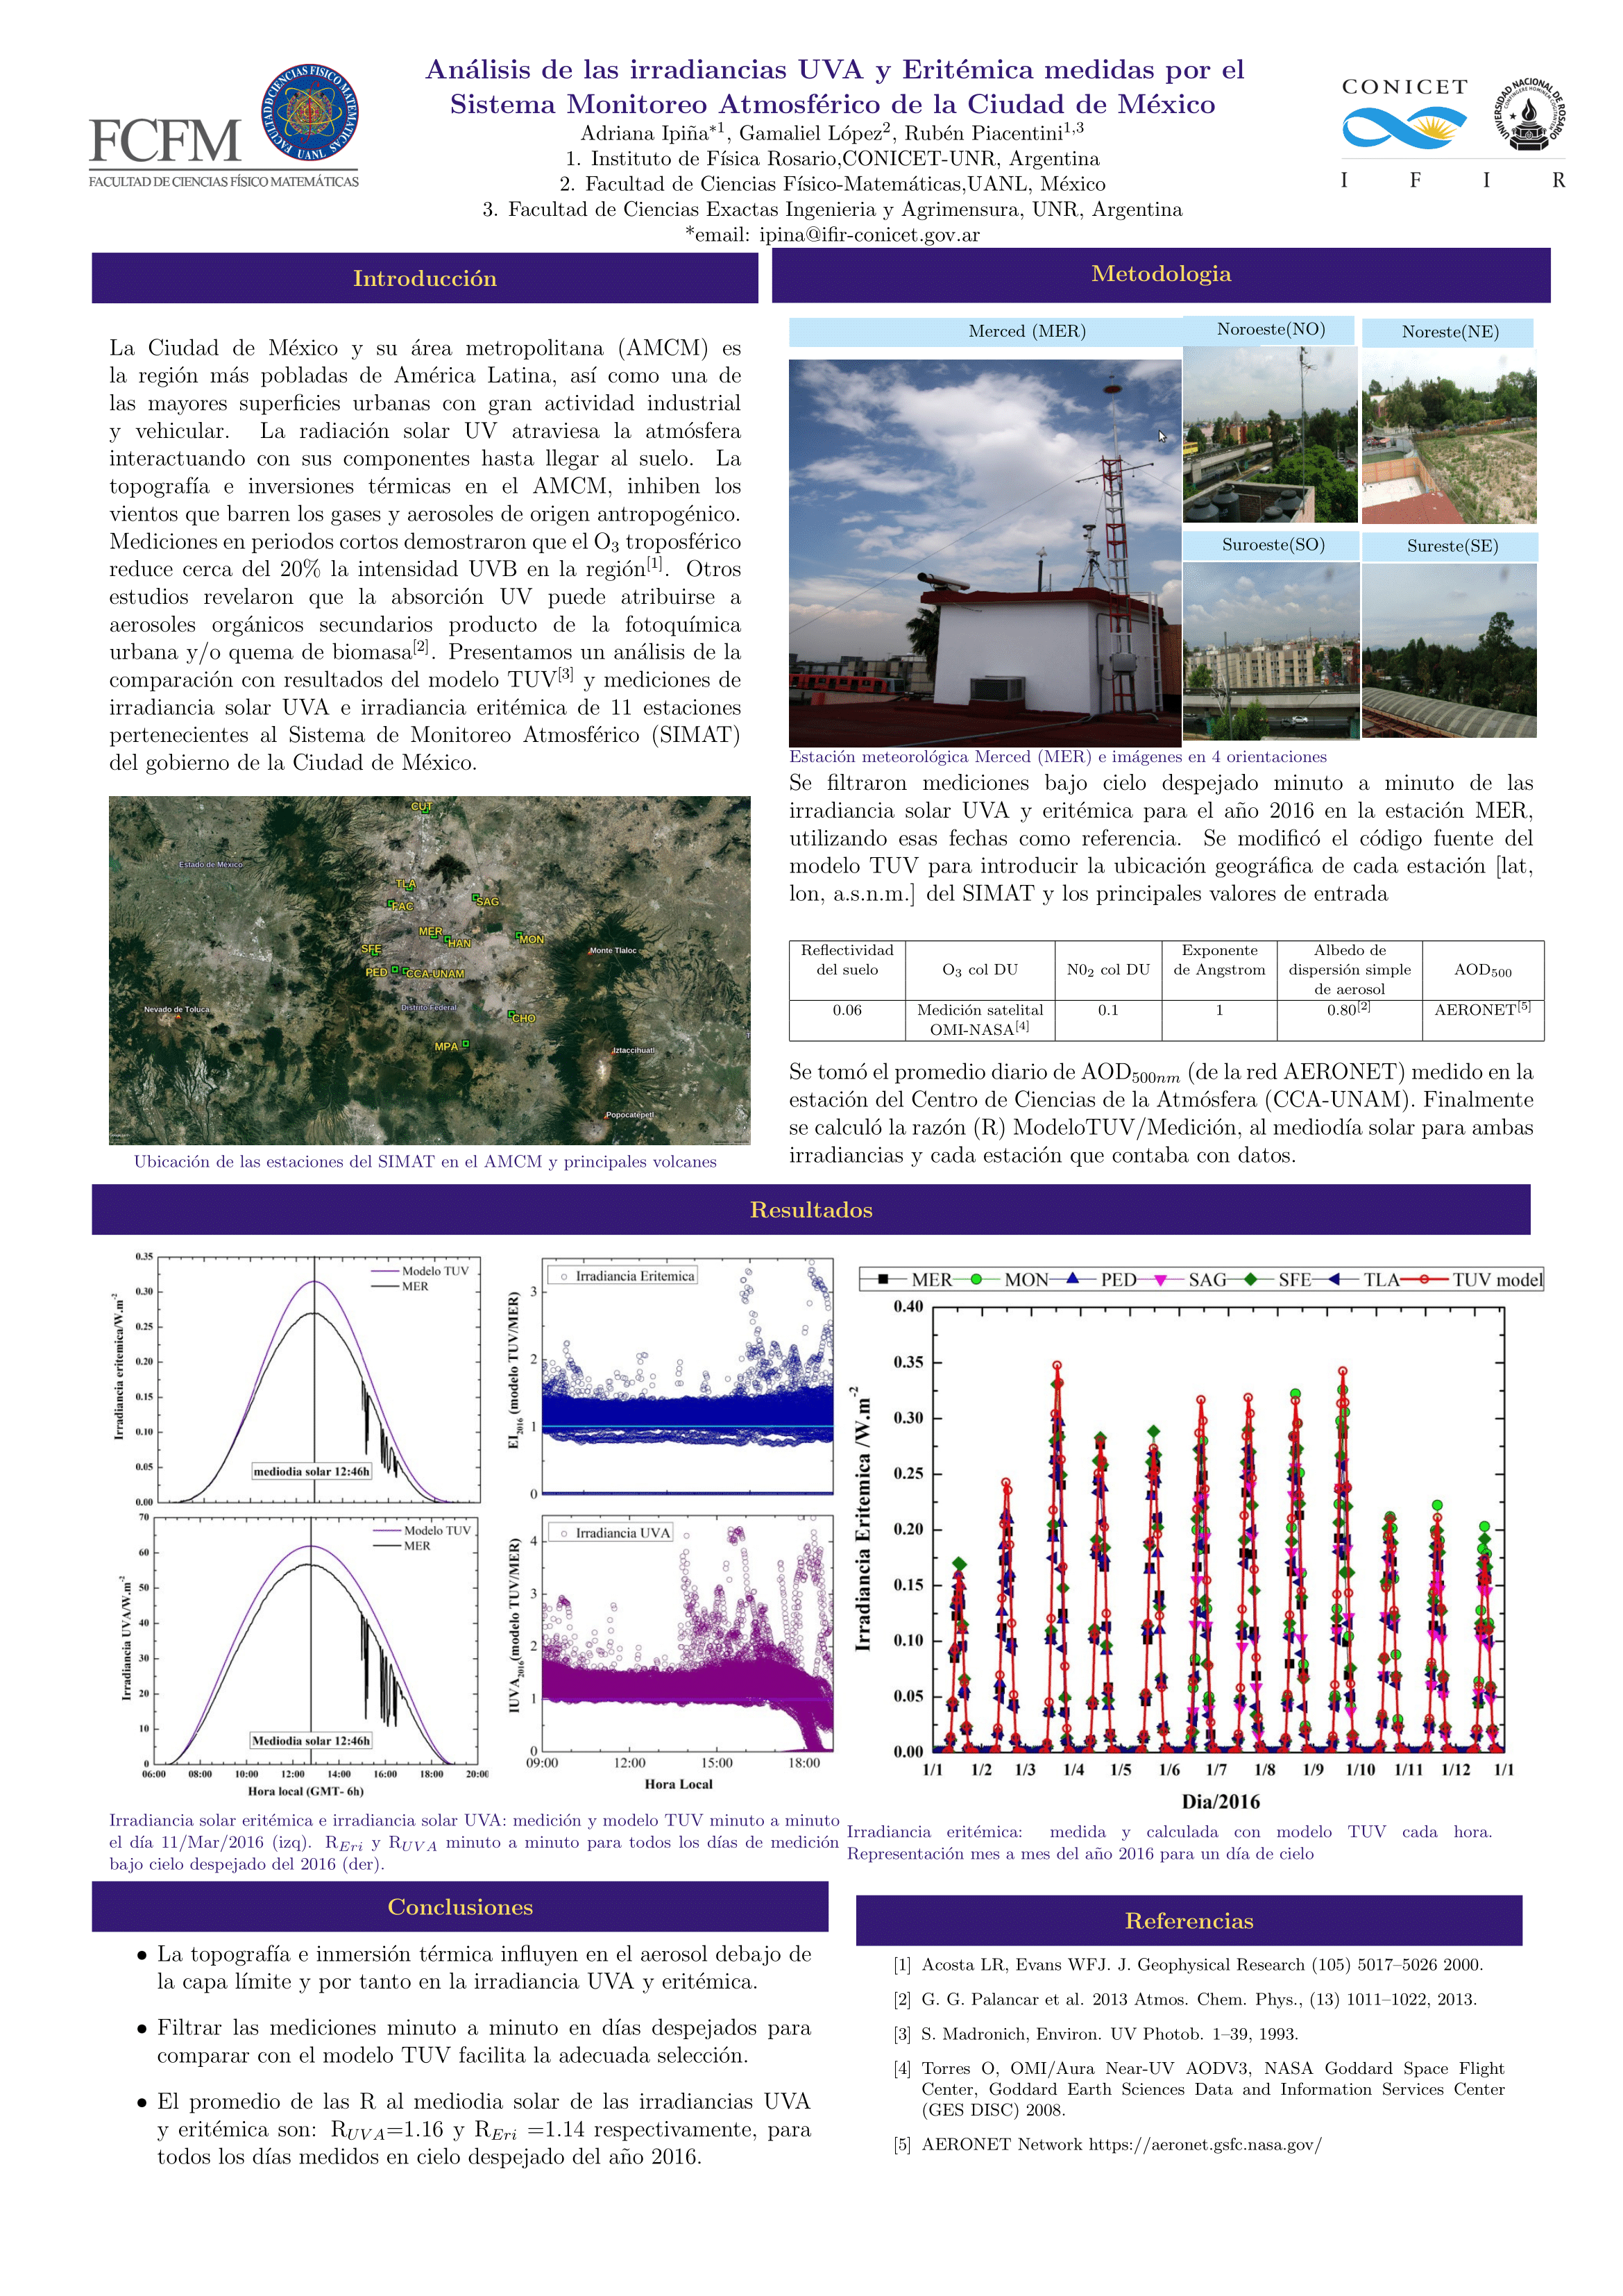 FCFM
FACULTAD DE CIENCIAS FÍSICO MATEMÁTICAS
FACULTAD DE CIENCIAS FISICO MATEMATICAS
UANL
Análisis de las irradiancias UVA y Eritémica medidas por el
Sistema Monitoreo Atmosférico de la Ciudad de México
Adriana Ipiña*1, Gamaliel López2, Rubén Piacentini1,3
1. Instituto de Física Rosario,CONICET-UNR, Argentina
2. Facultad de Ciencias Físico-Matemáticas,UANL, México
3. Facultad de Ciencias Exactas Ingenieria y Agrimensura, UNR, Argentina
*email: ipina@ifir-conicet.gov.ar
CONICET
UNIVERSIDAD NACIONAL DE ROSARIO
I F I R
Introducción
La Ciudad de México y su área metropolitana (AMCM) es
la región más pobladas de América Latina, así como una de
las mayores superficies urbanas con gran actividad industrial
y vehicular. La radiación solar UV atraviesa la atmósfera
interactuando con sus componentes hasta llegar al suelo. La
topografía e inversiones térmicas en el AMCM, inhiben los
vientos que barren los gases y aerosoles de origen antropogénico.
Mediciones en periodos cortos demostraron que el O3 troposférico
reduce cerca del 20% la intensidad UVB en la región[1]. Otros
estudios revelaron que la absorción UV puede atribuirse a
aerosoles orgánicos secundarios producto de la fotoquímica
urbana y/o quema de biomasa[2]. Presentamos un análisis de la
comparación con resultados del modelo TUV[3] y mediciones de
irradiancia solar UVA e irradiancia eritémica de 11 estaciones
pertenecientes al Sistema de Monitoreo Atmosférico (SIMAT)
del gobierno de la Ciudad de México.
CUT
Estado de México
TLA
FAC
SAG
MER
HAN
MON
SFE
Monte Tlaloc
PED
CCA-UNAM
Nevado de Toluca
Distrito Federal
CHO
MPA
Iztaccihuatl
Popocatépetl
Ubicación de las estaciones del SIMAT en el AMCM y principales volcanes
Metodologia
Merced (MER)
Noroeste(NO)
Noreste(NE)
Suroeste(SO)
Sureste(SE)
Estación meteorológica Merced (MER) e imágenes en 4 orientaciones
Se filtraron mediciones bajo cielo despejado minuto a minuto de las
irradiancia solar UVA y eritémica para el año 2016 en la estación MER,
utilizando esas fechas como referencia. Se modificó el código fuente del
modelo TUV para introducir la ubicación geográfica de cada estación [lat,
lon, a.s.n.m.] del SIMAT y los principales valores de entrada
Reflectividad del suelo O3 col DU N02 col DU Exponente de Angstrom Albedo de dispersión simple de aerosol AOD500
0.06 Medición satelital OMI-NASA[4] 0.1 1 0.80[2] AERONET[5]
Se tomó el promedio diario de AOD500nm (de la red AERONET) medido en la
estación del Centro de Ciencias de la Atmósfera (CCA-UNAM). Finalmente
se calculó la razón (R) ModeloTUV/Medición, al mediodía solar para ambas
irradiancias y cada estación que contaba con datos.
Resultados
Irradiancia eritemica/W.m-2
0.35
0.30
0.25
0.20
0.15
0.10
0.05
0.00
Modelo TUV
MER
mediodia solar 12:46h
Irradiancia UVA/W.m-2
70
60
50
40
30
20
10
0
Modelo TUV
MER
Mediodia solar 12:46h
06:00 08:00 10:00 12:00 14:00 16:00 18:00 20:00
Hora local (GMT- 6h)
EI2016 (modelo TUV/MER)
3
2
1
0
Irradiancia Eritemica
IUVA2016(modelo TUV/MER)
4
3
2
1
0
Irradiancia UVA
09:00 12:00 15:00 18:00
Hora Local
MER MON PED SAG SFE TLA TUV model
Irradiancia Eritemica /W.m-2
0.40
0.35
0.30
0.25
0.20
0.15
0.10
0.05
0.00
1/1 1/2 1/3 1/4 1/5 1/6 1/7 1/8 1/9 1/10 1/11 1/12 1/1
Dia/2016
Irradiancia solar eritémica e irradiancia solar UVA: medición y modelo TUV minuto a minuto
el día 11/Mar/2016 (izq). REri y RUVA minuto a minuto para todos los días de medición
bajo cielo despejado del 2016 (der).
Irradiancia eritémica: medida y calculada con modelo TUV cada hora.
Representación mes a mes del año 2016 para un día de cielo
Conclusiones
• La topografía e inmersión térmica influyen en el aerosol debajo de
la capa límite y por tanto en la irradiancia UVA y eritémica.
• Filtrar las mediciones minuto a minuto en días despejados para
comparar con el modelo TUV facilita la adecuada selección.
• El promedio de las R al mediodia solar de las irradiancias UVA
y eritémica son: RUVA=1.16 y REri =1.14 respectivamente, para
todos los días medidos en cielo despejado del año 2016.
Referencias
[1] Acosta LR, Evans WFJ. J. Geophysical Research (105) 5017–5026 2000.
[2] G. G. Palancar et al. 2013 Atmos. Chem. Phys., (13) 1011–1022, 2013.
[3] S. Madronich, Environ. UV Photob. 1–39, 1993.
[4] Torres O, OMI/Aura Near-UV AODV3, NASA Goddard Space Flight
Center, Goddard Earth Sciences Data and Information Services Center
(GES DISC) 2008.
[5] AERONET Network https://aeronet.gsfc.nasa.gov/